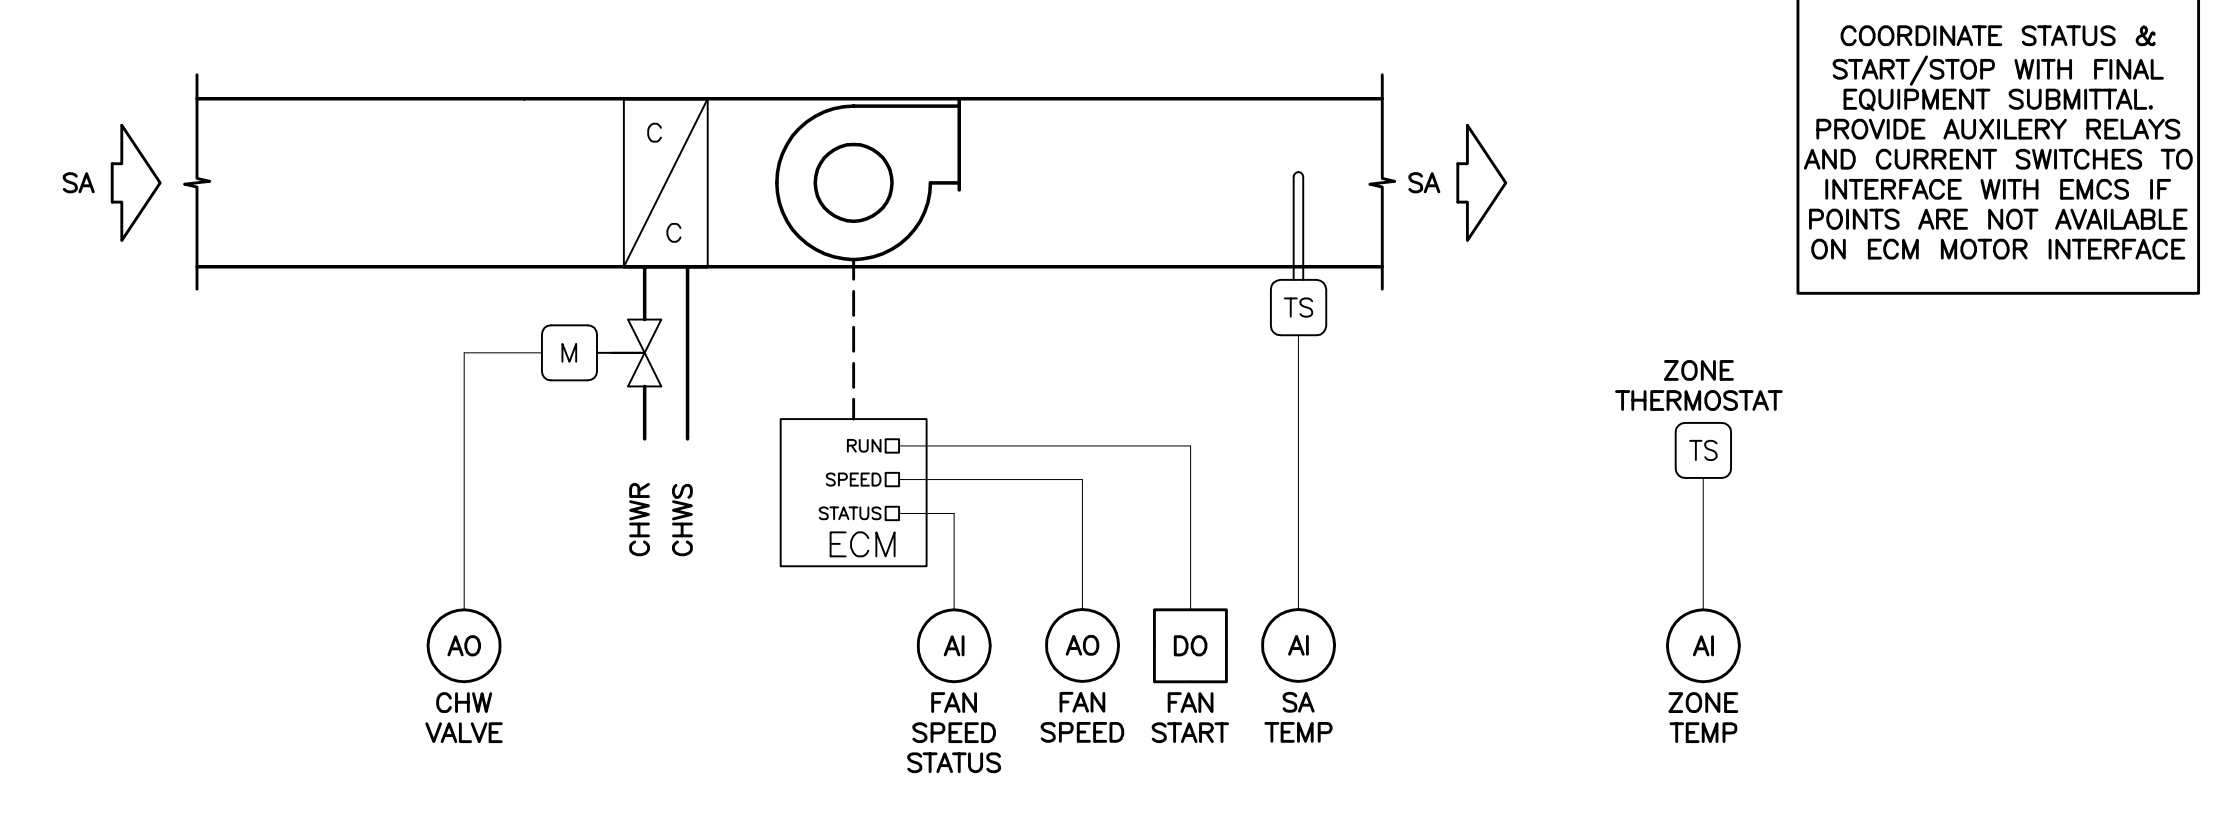 COORDINATE STATUS &
START/STOP WITH FINAL
EQUIPMENT SUBMITTAL.
PROVIDE AUXILERY RELAYS
AND CURRENT SWITCHES TO
INTERFACE WITH EMCS IF
POINTS ARE NOT AVAILABLE
ON ECM MOTOR INTERFACE
SA
C
C
SA
TS
M
ZONE
THERMOSTAT
TS
RUN
SPEED
STATUS
ECM
CHWR
CHWS
AO
CHW
VALVE
AI
FAN
SPEED
STATUS
AO
FAN
SPEED
DO
FAN
START
AI
SA
TEMP
AI
ZONE
TEMP